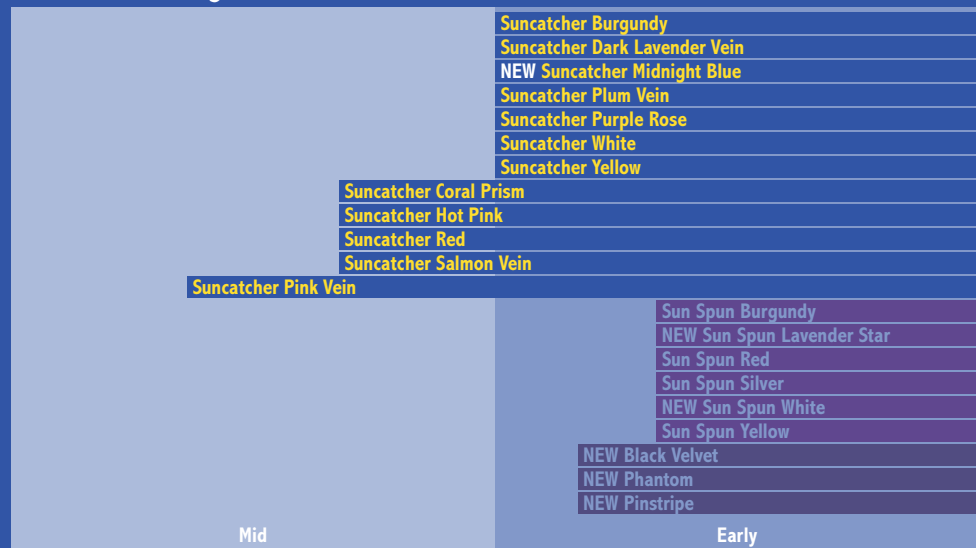 Suncatcher Burgundy
Suncatcher Dark Lavender Vein
NEW Suncatcher Midnight Blue
Suncatcher Plum Vein
Suncatcher Purple Rose
Suncatcher White
Suncatcher Yellow
Suncatcher Coral Prism
Suncatcher Hot Pink
Suncatcher Red
Suncatcher Salmon Vein
Suncatcher Pink Vein
Sun Spun Burgundy
NEW Sun Spun Lavender Star
Sun Spun Red
Sun Spun Silver
NEW Sun Spun White
Sun Spun Yellow
NEW Black Velvet
NEW Phantom
NEW Pinstripe
Mid Early